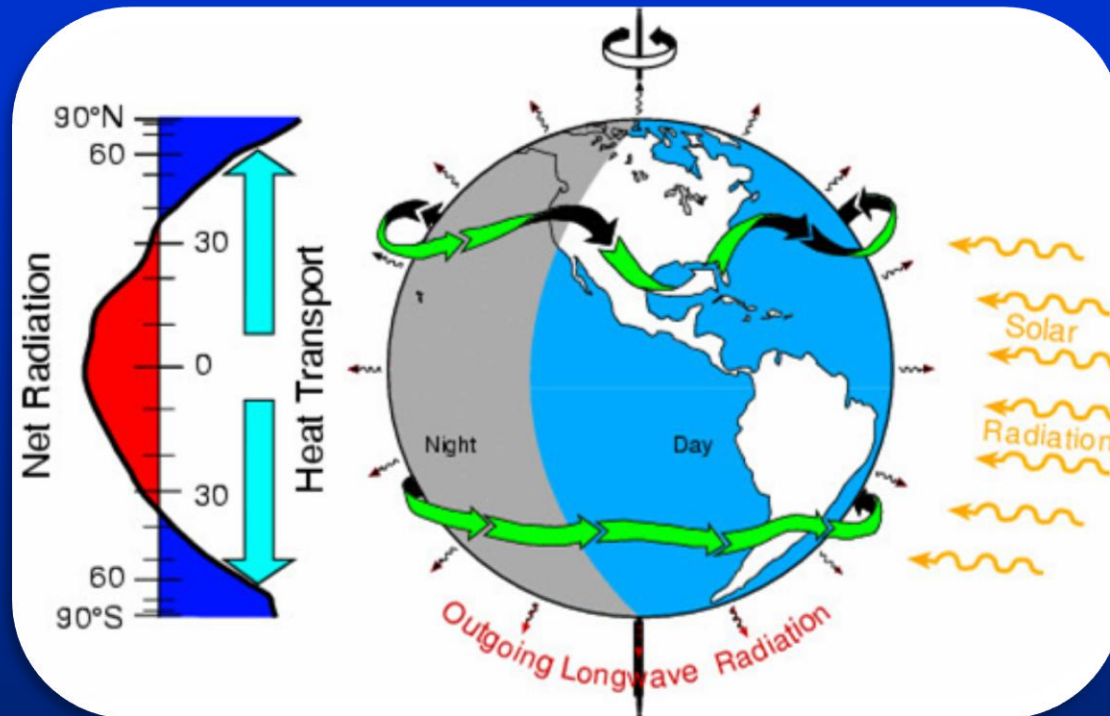 90°N
60
30
0
30
60
90°S
Net Radiation
Heat Transport
Night
Day
Solar
Radiation
Outgoing Longwave Radiation